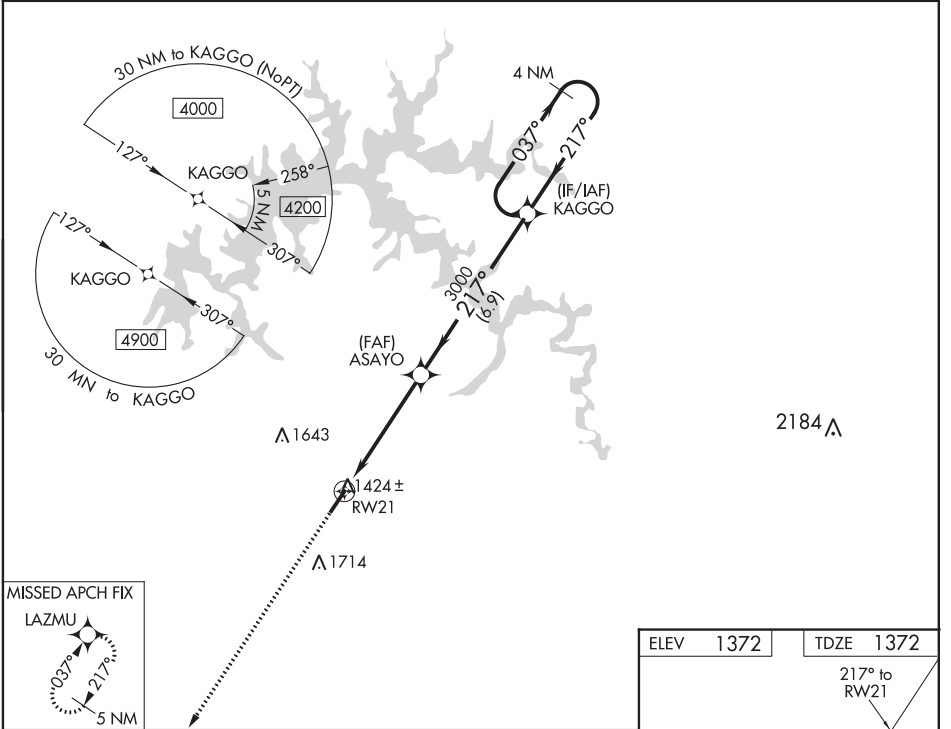 30 NM to KAGGO (NoPT)
4000
127°
KAGGO
258°
4200
5 NM
307°
127°
KAGGO
307°
4900
30 MN to KAGGO
4 NM
037°
217°
(IF/IAF)
KAGGO
3000
217°
(6.9)
(FAF)
ASAYO
1643
2184
1424 ±
RW21
1714
MISSED APCH FIX
LAZMU
037°
217°
5 NM
ELEV 1372
TDZE 1372
217° to
RW21